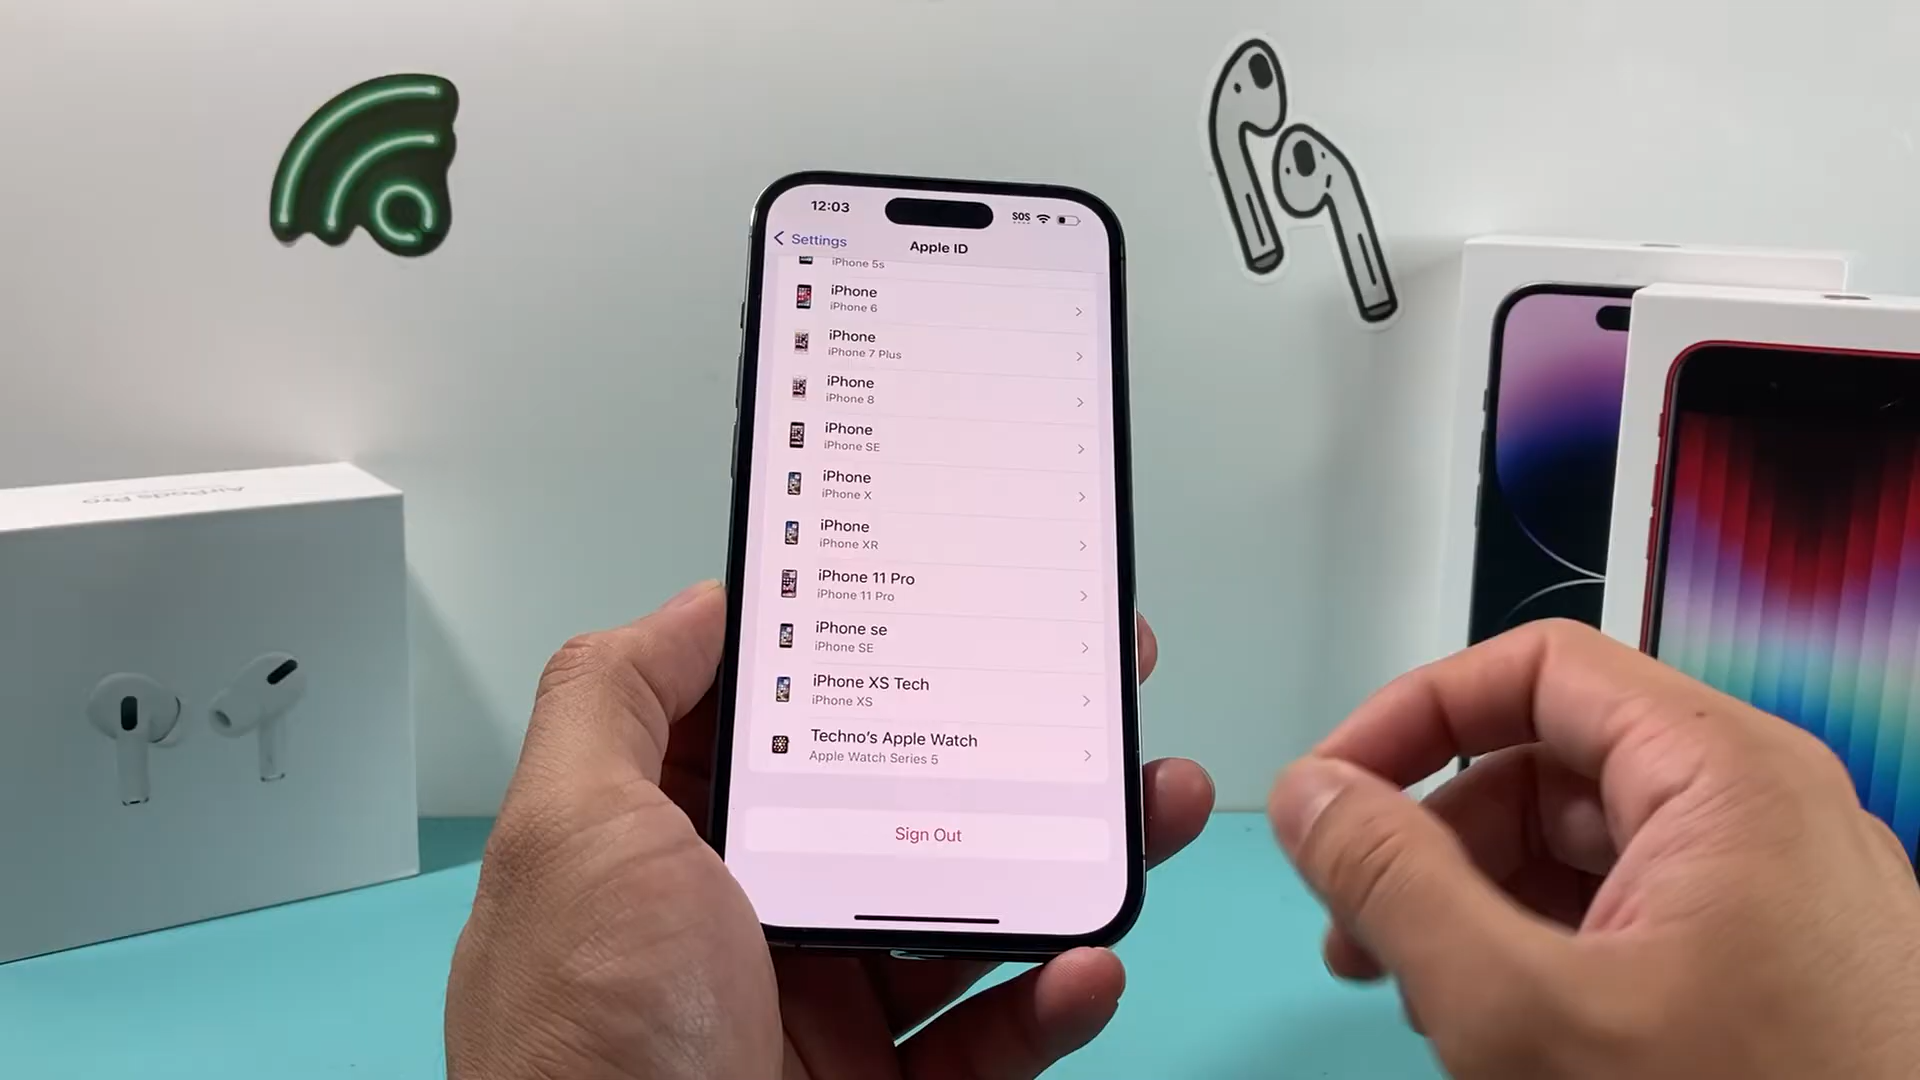 12:03
SOS
Settings
Apple ID
iPhone 5s
iPhone
iPhone 6
iPhone
iPhone 7 Plus
iPhone
iPhone 8
iPhone
iPhone SE
iPhone
iPhone X
iPhone
iPhone XR
iPhone 11 Pro
iPhone 11 Pro
iPhone se
iPhone SE
iPhone XS Tech
iPhone XS
Techno's Apple Watch
Apple Watch Series 5
Sign Out
AirPods Pro